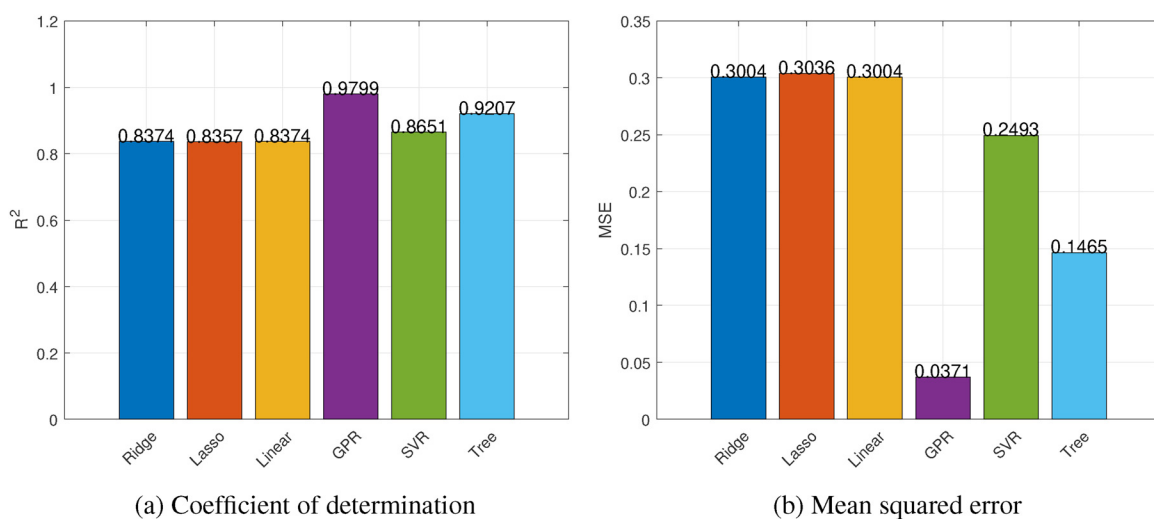 1.2
1
0.8
0.6
0.4
0.2
0
R²
0.8374
0.8357
0.8374
0.9799
0.8651
0.9207
Ridge
Lasso
Linear
GPR
SVR
Tree
(a) Coefficient of determination
0.35
0.3
0.25
0.2
0.15
0.1
0.05
0
MSE
0.3004
0.3036
0.3004
0.0371
0.2493
0.1465
Ridge
Lasso
Linear
GPR
SVR
Tree
(b) Mean squared error